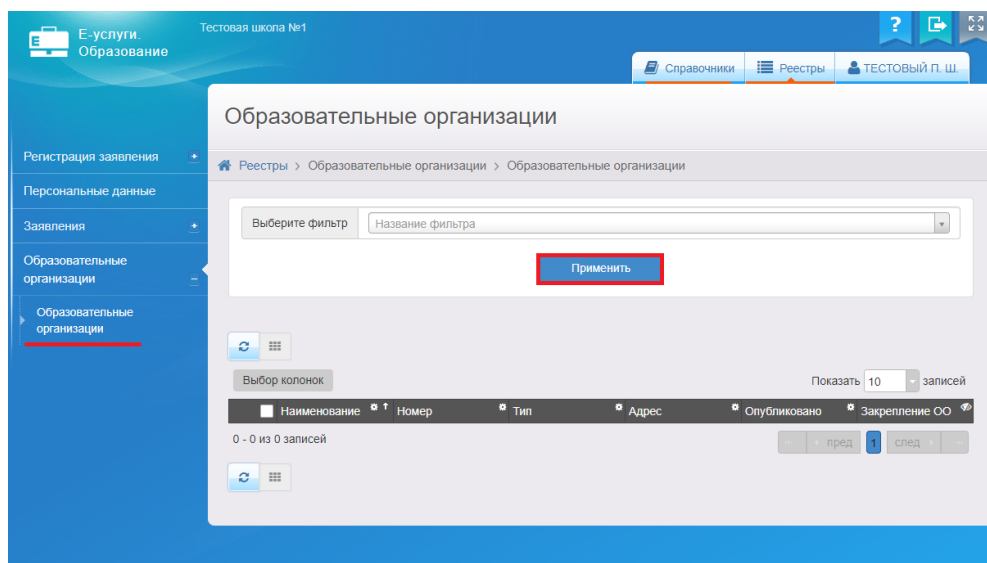 Е-услуги.
Образование
Тестовая школа №1
?
Справочники
Реестры
ТЕСТОВЫЙ П. Ш.
Образовательные организации
Регистрация заявления
Персональные данные
Заявления
Образовательные
организации
Образовательные
организации
Реестры > Образовательные организации > Образовательные организации
Выберите фильтр
Название фильтра
Применить
Выбор колонок
Показать 10 записей
Наименование Номер Тип Адрес Опубликовано Закрепление ОО
0 - 0 из 0 записей
пред 1 след